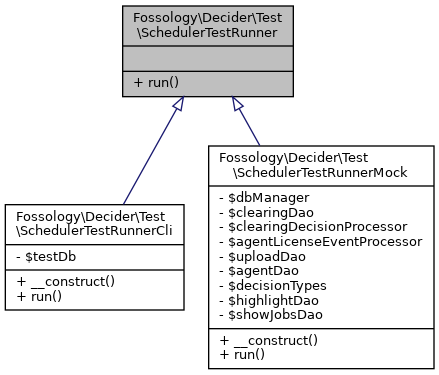 Fossology\Decider\Test
\SchedulerTestRunner
+ run()
Fossology\Decider\Test
\SchedulerTestRunnerCli
- $testDb
+ __construct()
+ run()
Fossology\Decider\Test
\SchedulerTestRunnerMock
- $dbManager
- $clearingDao
- $clearingDecisionProcessor
- $agentLicenseEventProcessor
- $uploadDao
- $agentDao
- $decisionTypes
- $highlightDao
- $showJobsDao
+ __construct()
+ run()